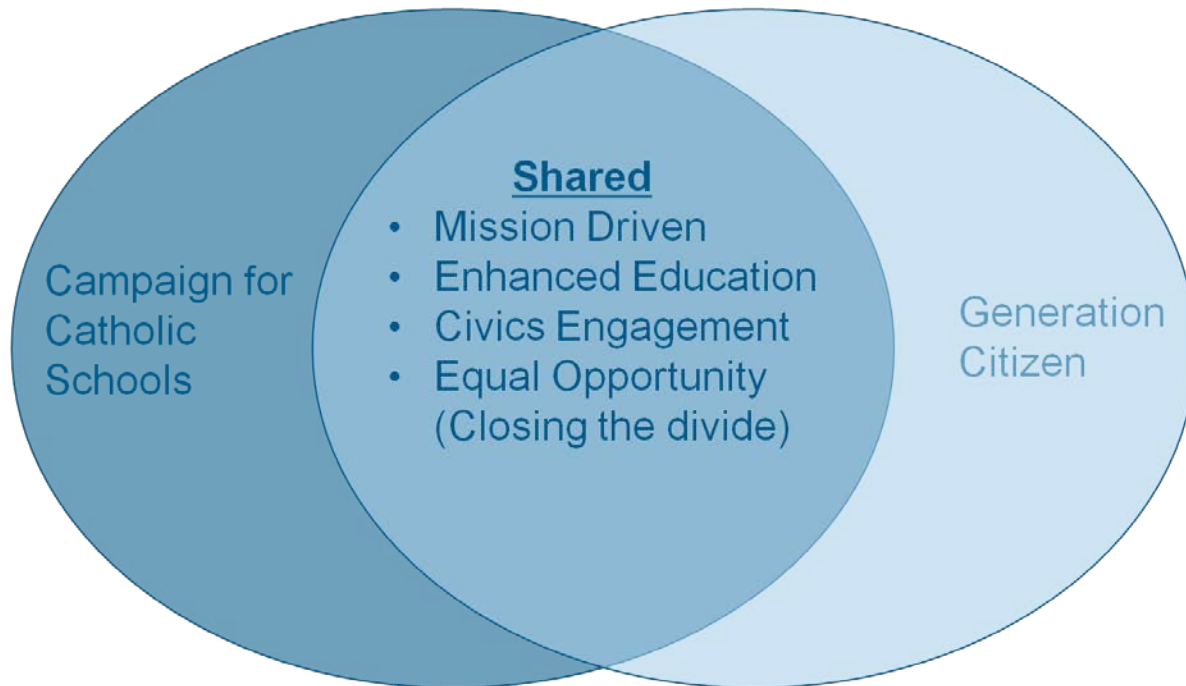 Campaign for
Catholic
Schools
Shared
• Mission Driven
• Enhanced Education
• Civics Engagement
• Equal Opportunity
(Closing the divide)
Generation
Citizen